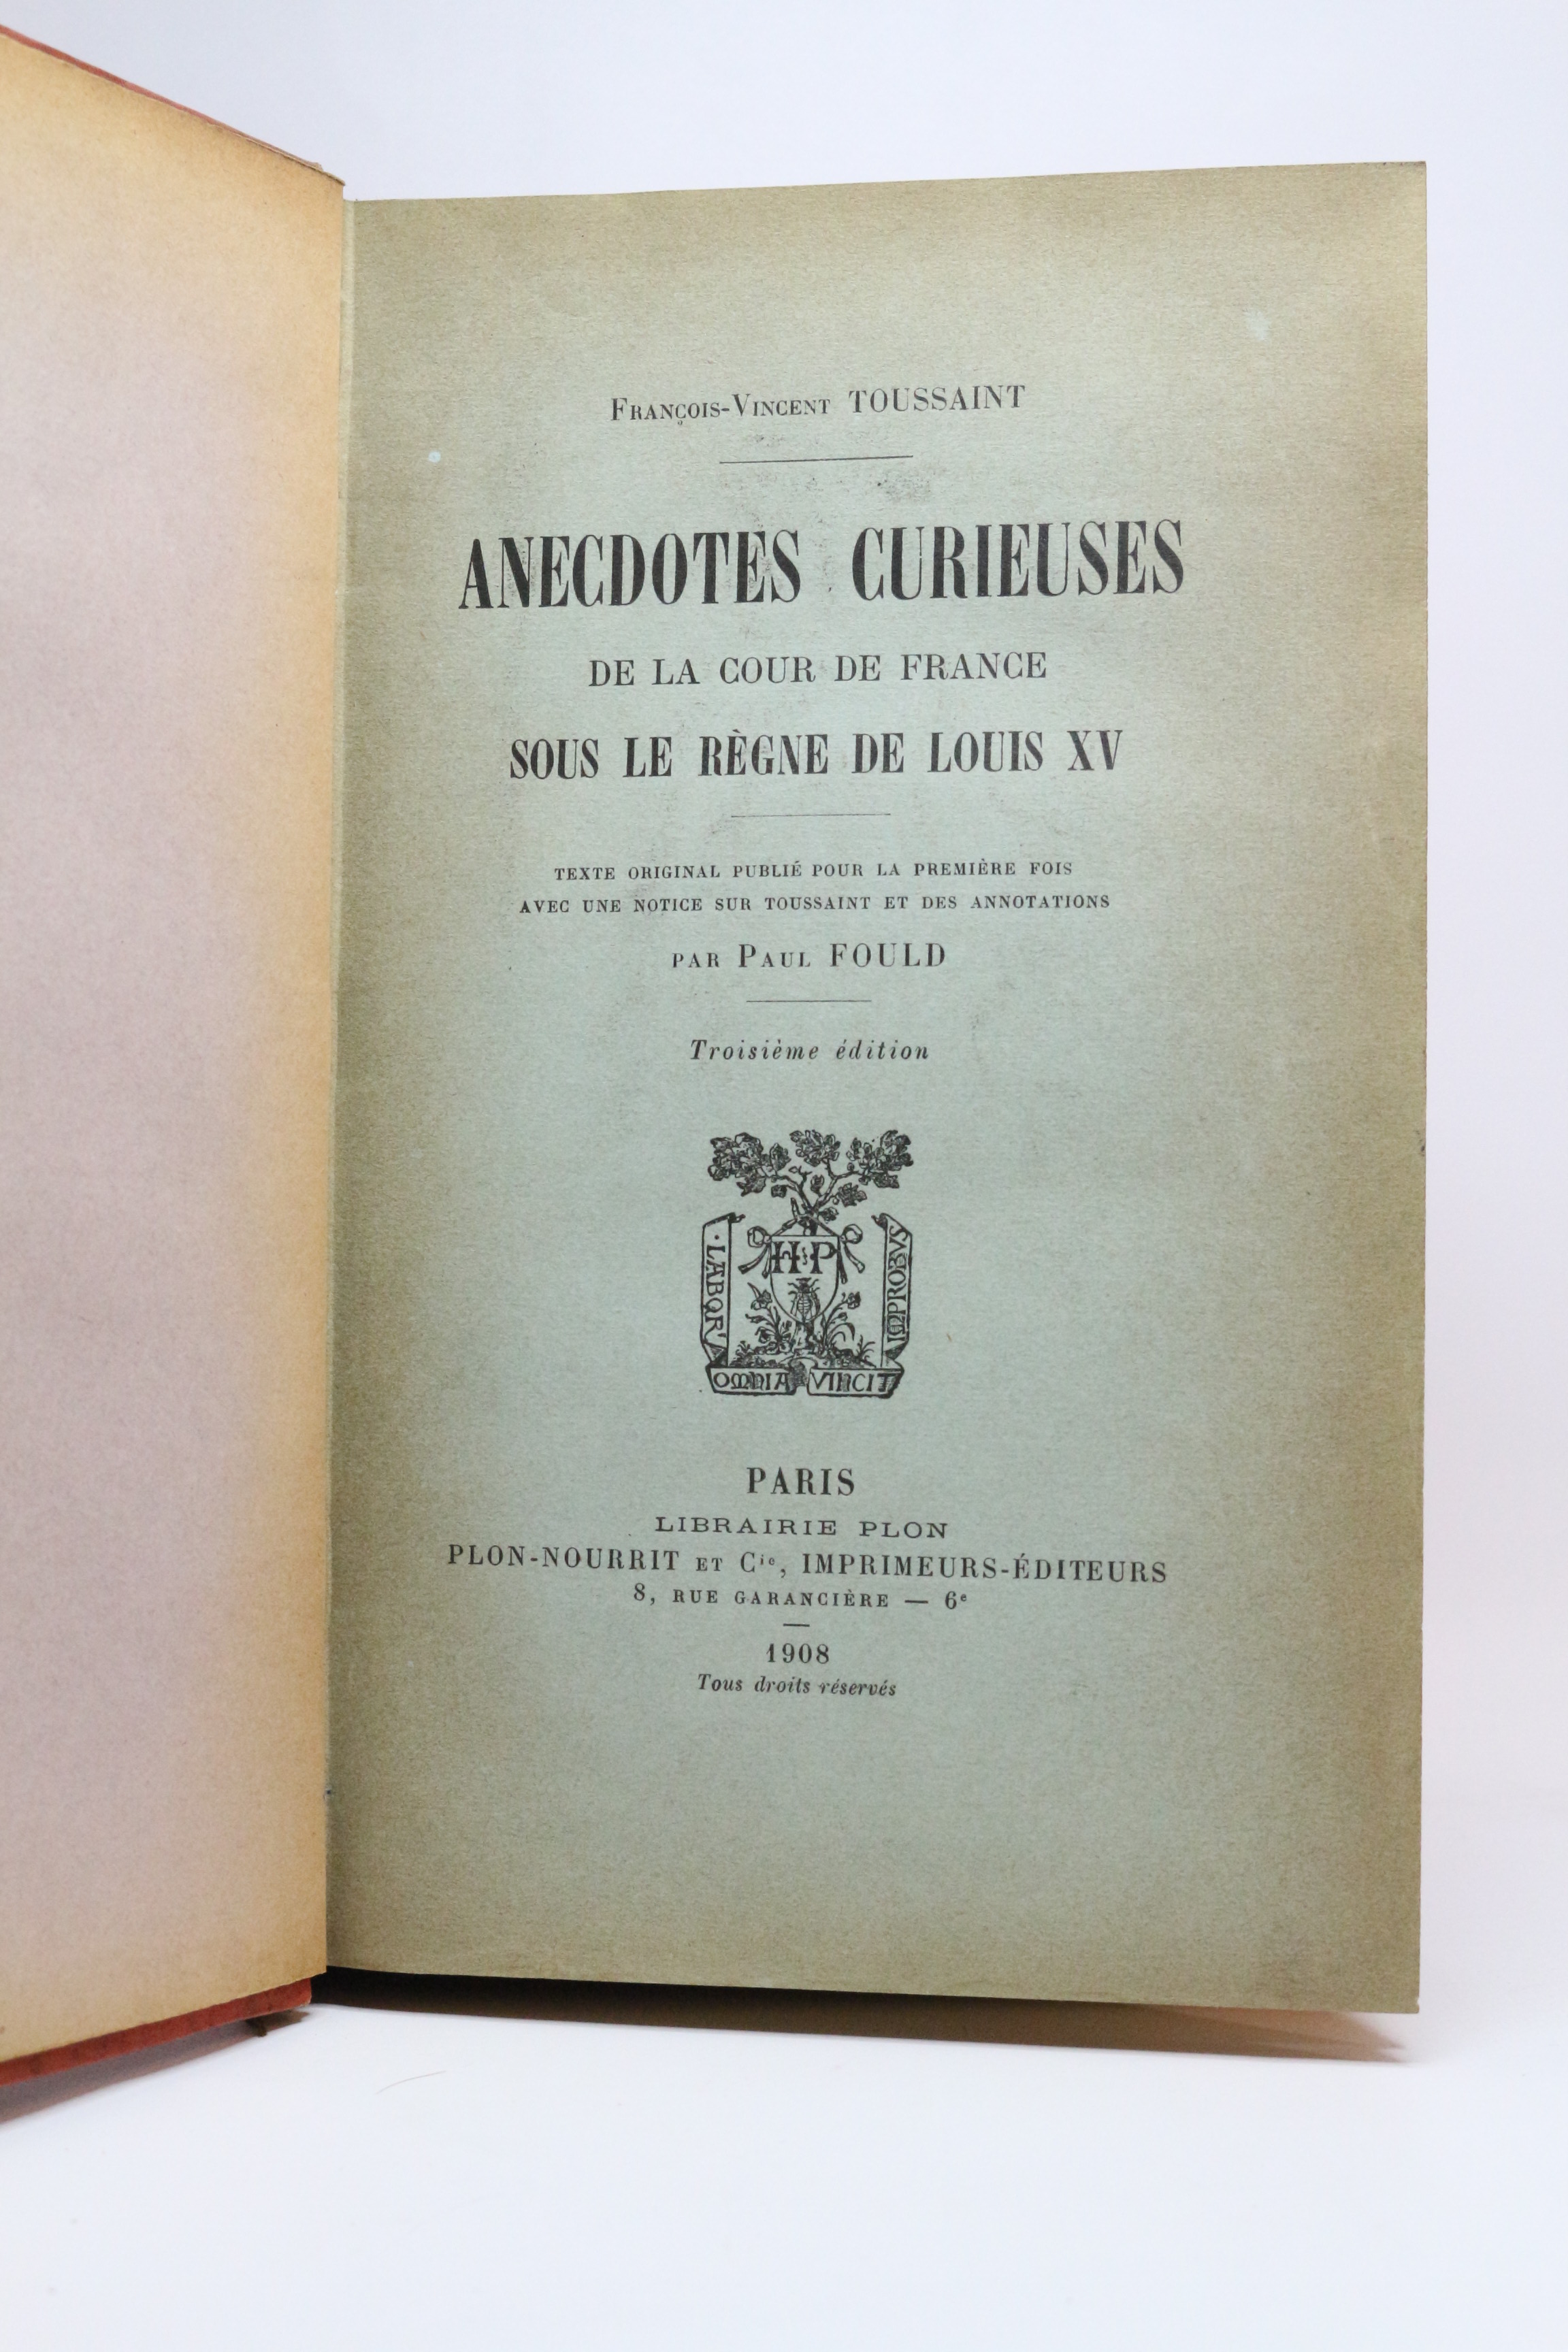 François-Vincent TOUSSAINT
ANECDOTES CURIEUSES
DE LA COUR DE FRANCE
SOUS LE RÈGNE DE LOUIS XV
TEXTE ORIGINAL PUBLIÉ POUR LA PREMIÈRE FOIS
AVEC UNE NOTICE SUR TOUSSAINT ET DES ANNOTATIONS
PAR Paul FOULD
Troisième édition
H P
·LABOR·
IMPROBVS
OMNIA VINCIT
PARIS
LIBRAIRIE PLON
PLON-NOURRIT ET Cie, IMPRIMEURS-ÉDITEURS
8, RUE GARANCIÈRE — 6e
1908
Tous droits réservés